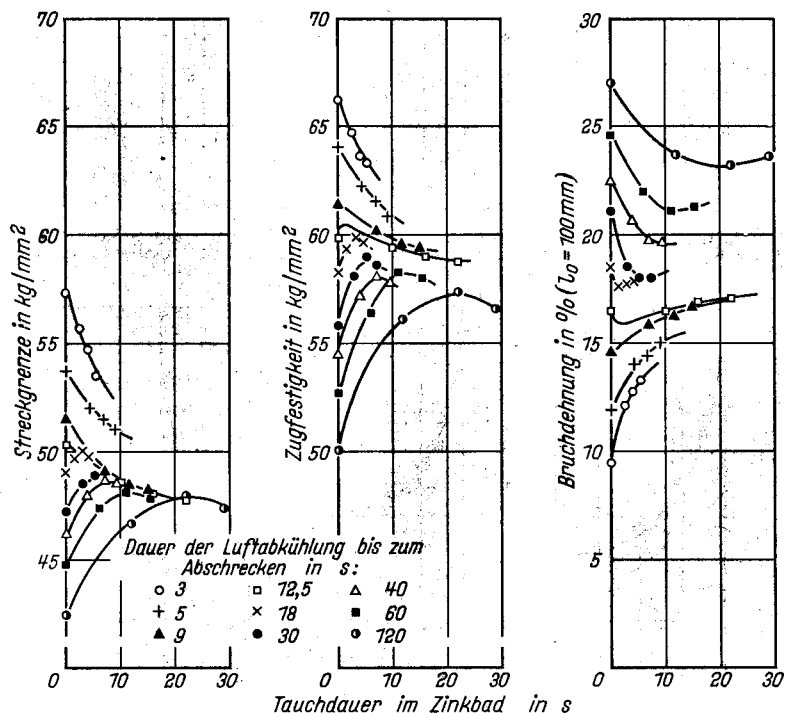 70
65
60
55
50
45
Streckgrenze in kg/mm²
0 10 20 30
70
65
60
55
50
Zugfestigkeit in kg/mm²
0 10 20 30
30
25
20
15
10
5
Bruchdehnung in % (l₀ = 100mm)
0 10 20 30
Dauer der Luftabkühlung bis zum
Abschrecken in s:
3 12,5 40
5 18 60
9 30 120
Tauchdauer im Zinkbad in s